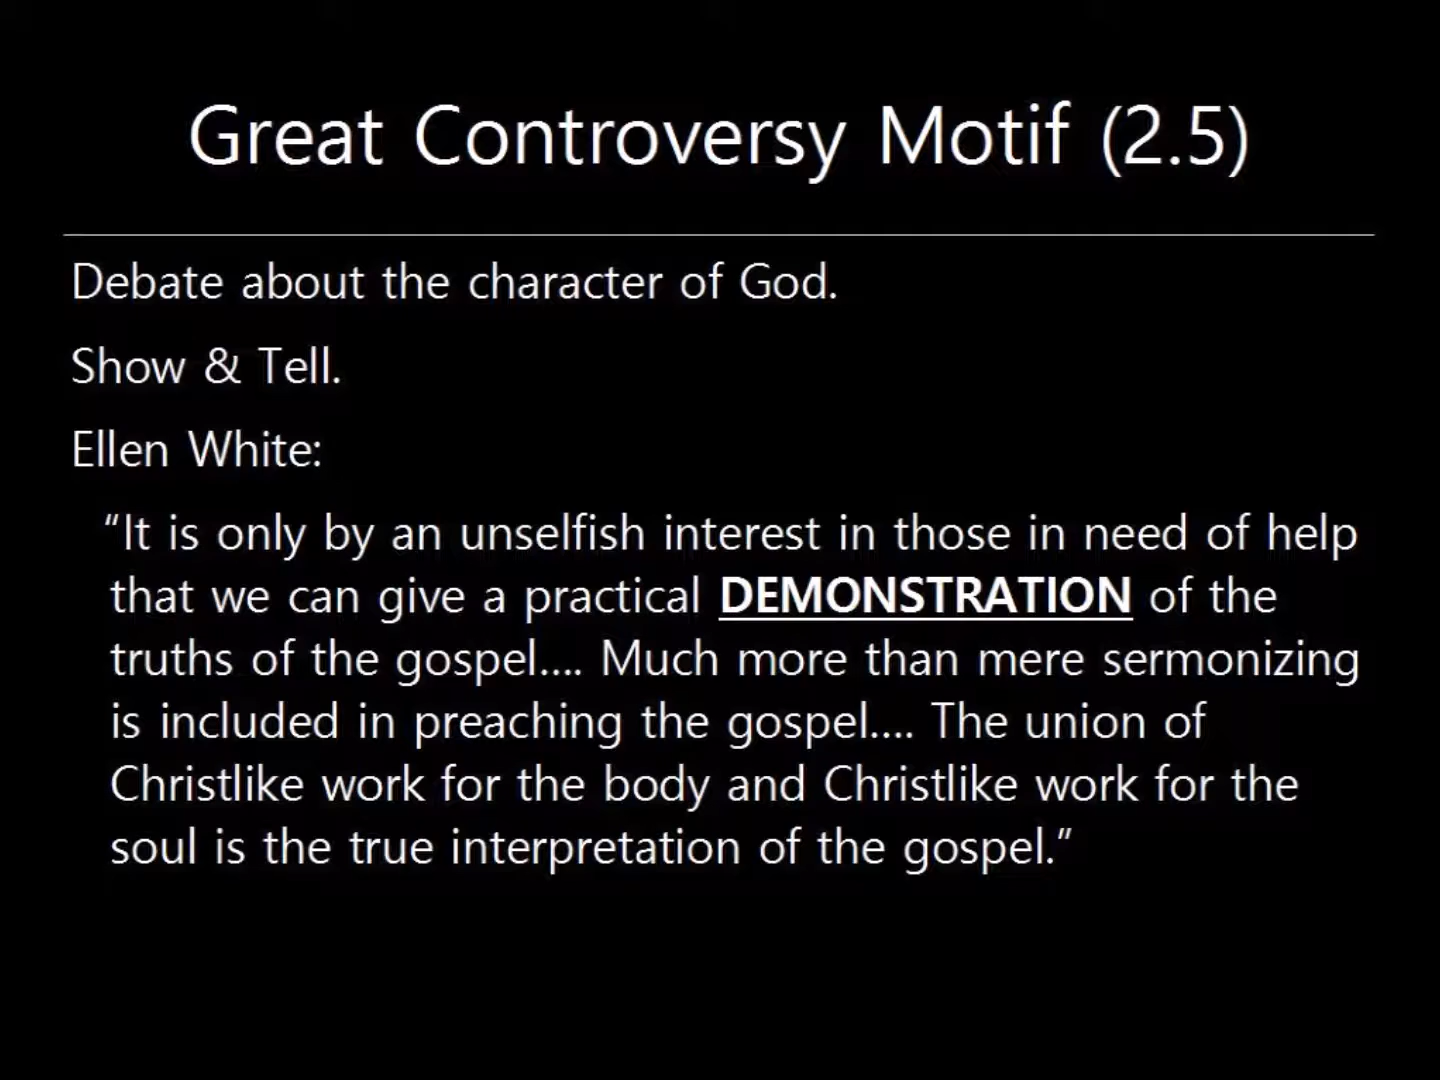 Great Controversy Motif (2.5)
Debate about the character of God.
Show & Tell.
Ellen White:
“It is only by an unselfish interest in those in need of help
that we can give a practical DEMONSTRATION of the
truths of the gospel…. Much more than mere sermonizing
is included in preaching the gospel…. The union of
Christlike work for the body and Christlike work for the
soul is the true interpretation of the gospel.”